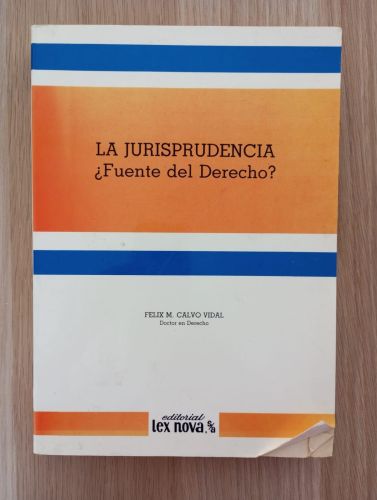 LA JURISPRUDENCIA
¿Fuente del Derecho?
FELIX M. CALVO VIDAL
Doctor en Derecho
editorial
lex nova, s/a